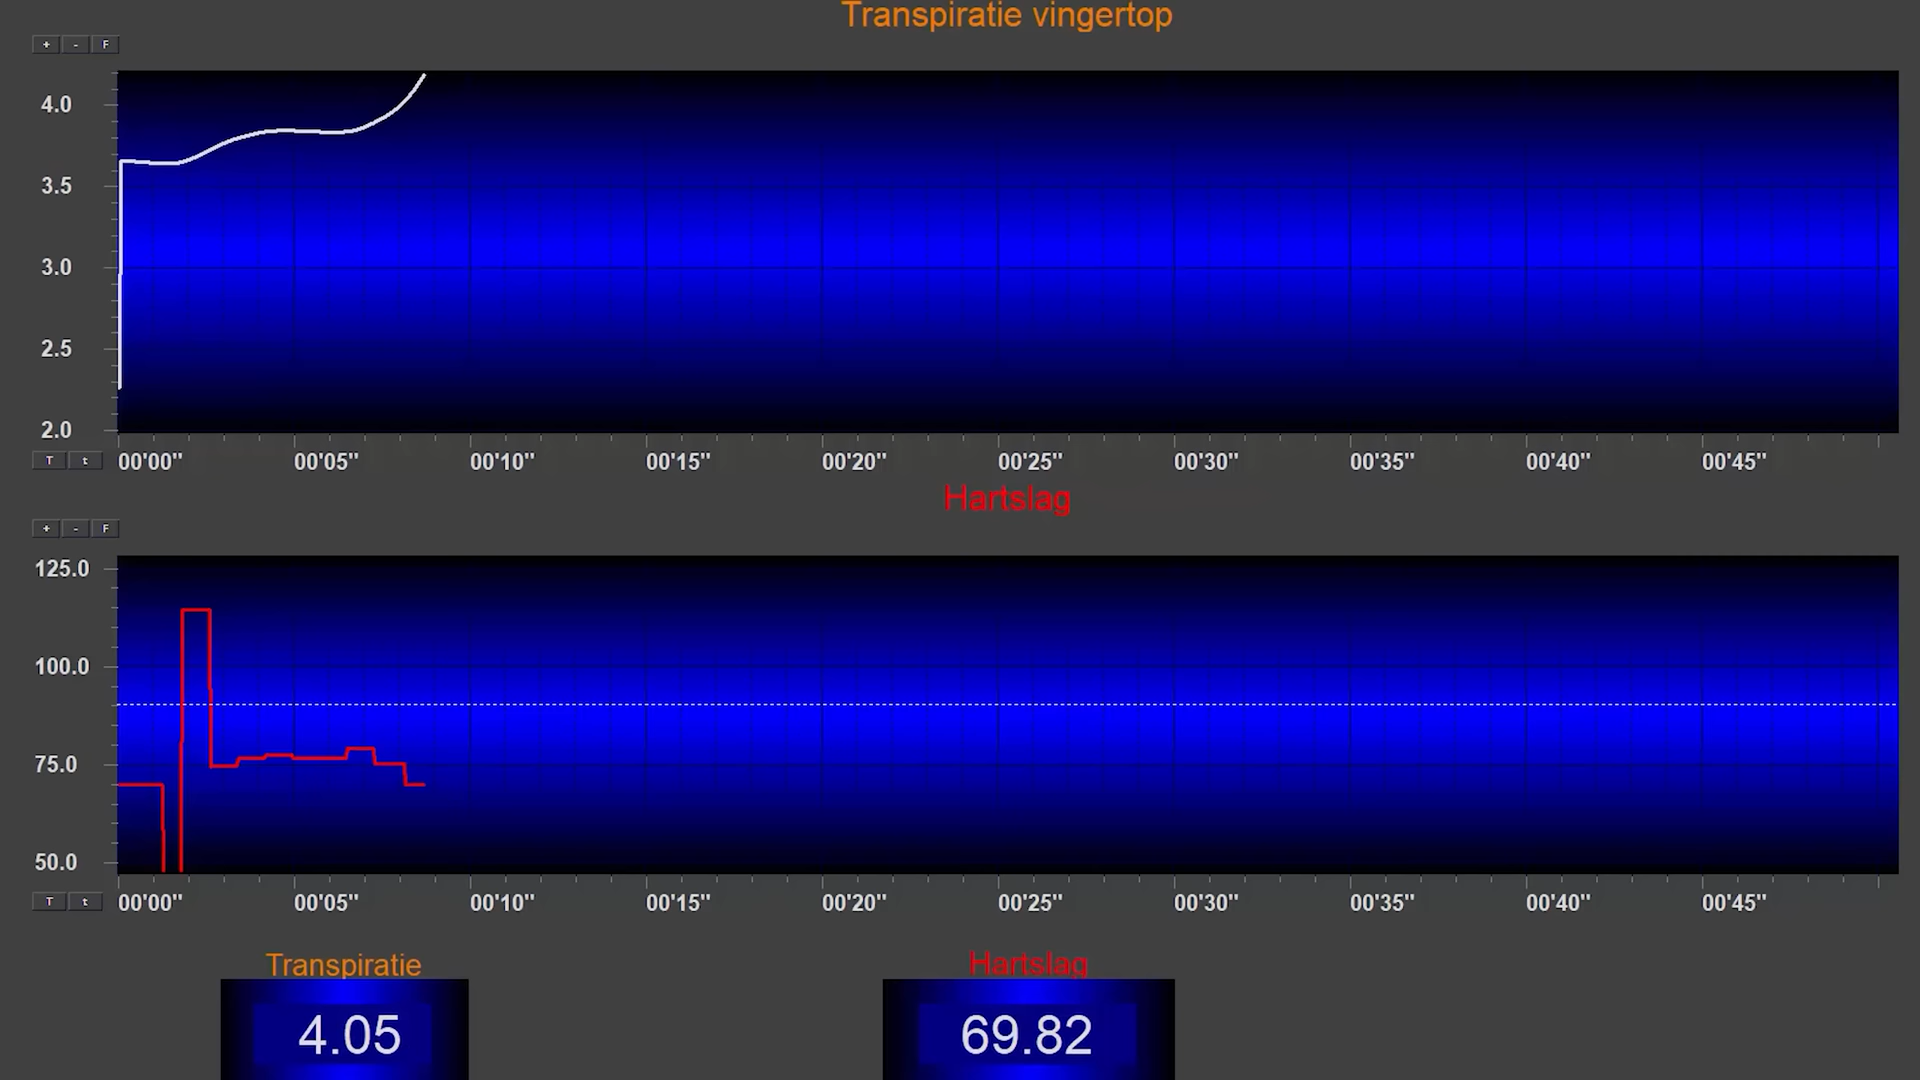 Transpiratie vingertop
+ - F
4.0
3.5
3.0
2.5
2.0
T t 00'00" 00'05" 00'10" 00'15" 00'20" 00'25" 00'30" 00'35" 00'40" 00'45"
Hartslag
+ - F
125.0
100.0
75.0
50.0
T t 00'00" 00'05" 00'10" 00'15" 00'20" 00'25" 00'30" 00'35" 00'40" 00'45"
Transpiratie Hartslag
4.05 69.82